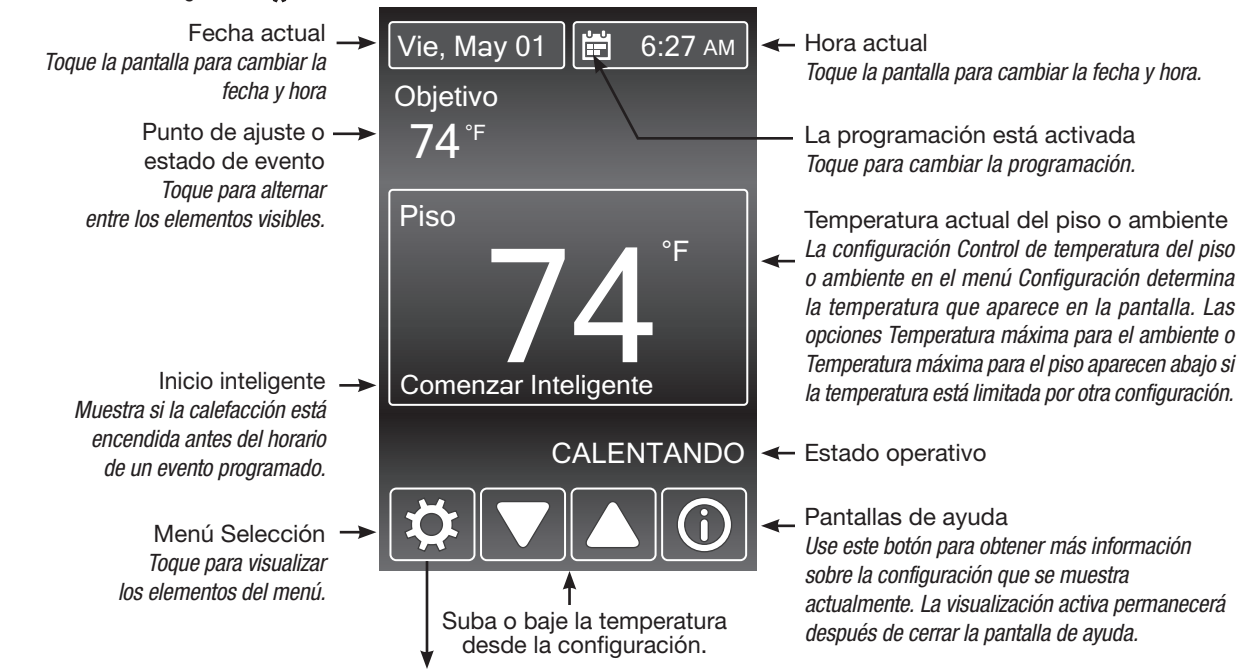 Fecha actual
Toque la pantalla para cambiar la
fecha y hora
Punto de ajuste o
estado de evento
Toque para alternar
entre los elementos visibles.
Inicio inteligente
Muestra si la calefacción está
encendida antes del horario
de un evento programado.
Menú Selección
Toque para visualizar
los elementos del menú.
Vie, May 01
6:27 AM
Objetivo
74 °F
Piso
74 °F
Comenzar Inteligente
CALENTANDO
Suba o baje la temperatura
desde la configuración.
Hora actual
Toque la pantalla para cambiar la fecha y hora.
La programación está activada
Toque para cambiar la programación.
Temperatura actual del piso o ambiente
La configuración Control de temperatura del piso
o ambiente en el menú Configuración determina
la temperatura que aparece en la pantalla. Las
opciones Temperatura máxima para el ambiente o
Temperatura máxima para el piso aparecen abajo si
la temperatura está limitada por otra configuración.
Estado operativo
Pantallas de ayuda
Use este botón para obtener más información
sobre la configuración que se muestra
actualmente. La visualización activa permanecerá
después de cerrar la pantalla de ayuda.